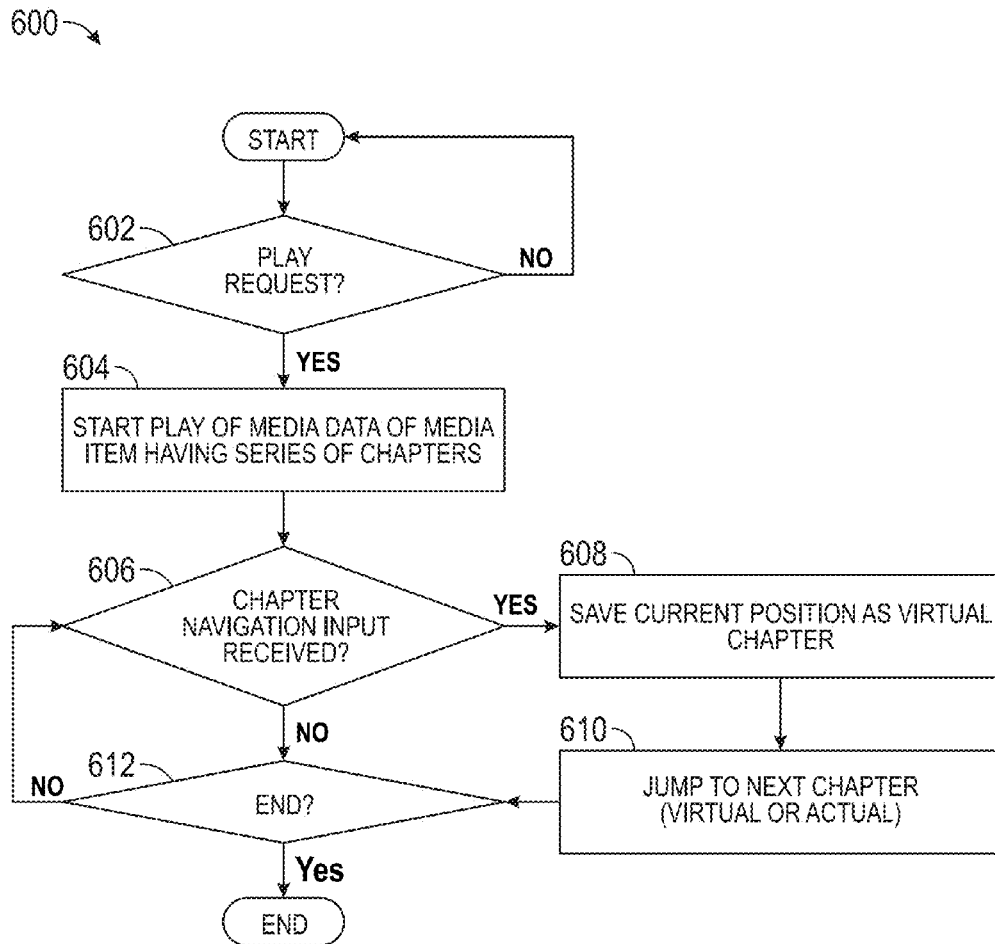 600
START
602
PLAY
REQUEST?
NO
YES
604
START PLAY OF MEDIA DATA OF MEDIA
ITEM HAVING SERIES OF CHAPTERS
606
CHAPTER
NAVIGATION INPUT
RECEIVED?
YES
608
SAVE CURRENT POSITION AS VIRTUAL
CHAPTER
NO
610
JUMP TO NEXT CHAPTER
(VIRTUAL OR ACTUAL)
612
NO
END?
Yes
END